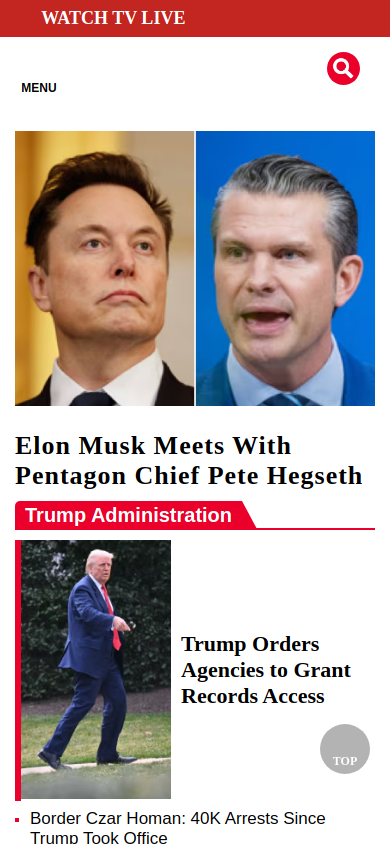 WATCH TV LIVE
MENU
Elon Musk Meets With
Pentagon Chief Pete Hegseth
Trump Administration
Trump Orders
Agencies to Grant
Records Access
TOP
Border Czar Homan: 40K Arrests Since
Trump Took Office